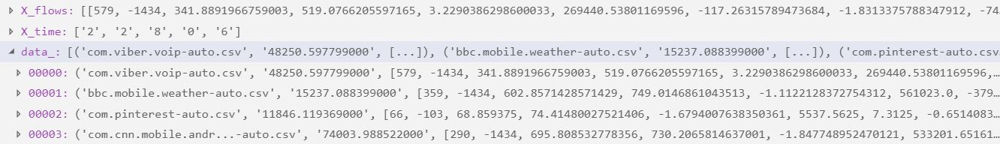 X_flows: [[579, -1434, 341.8891966759003, 519.0766205597165, 3.2290386298600033, 269440.53801169596, -117.26315789473684, -1.8313375788347912, -74
X_time: ['2', '2', '8', '0', '6']
data_: [('com.viber.voip-auto.csv', '48250.597799000', [...]), ('bbc.mobile.weather-auto.csv', '15237.088399000', [...]), ('com.pinterest-auto.csv
00000: ('com.viber.voip-auto.csv', '48250.597799000', [579, -1434, 341.8891966759003, 519.0766205597165, 3.2290386298600033, 269440.53801169596,…
00001: ('bbc.mobile.weather-auto.csv', '15237.088399000', [359, -1434, 602.8571428571429, 749.0146861043513, -1.1122128372754312, 561023.0, -379…
00002: ('com.pinterest-auto.csv', '11846.119369000', [66, -103, 68.859375, 74.41480027521406, -1.6794007638350361, 5537.5625, 7.3125, -0.6514083…
00003: ('com.cnn.mobile.andr...-auto.csv', '74003.988522000', [290, -1434, 695.808532778356, 730.2065814637001, -1.847748952470121, 533201.65161…